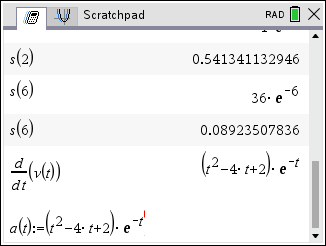 Scratchpad RAD
s(2) 0.541341132946
s(6) 36·e^-6
s(6) 0.08923507836
d/dt(v(t)) (t^2-4·t+2)·e^-t
a(t):=(t^2-4·t+2)·e^-t